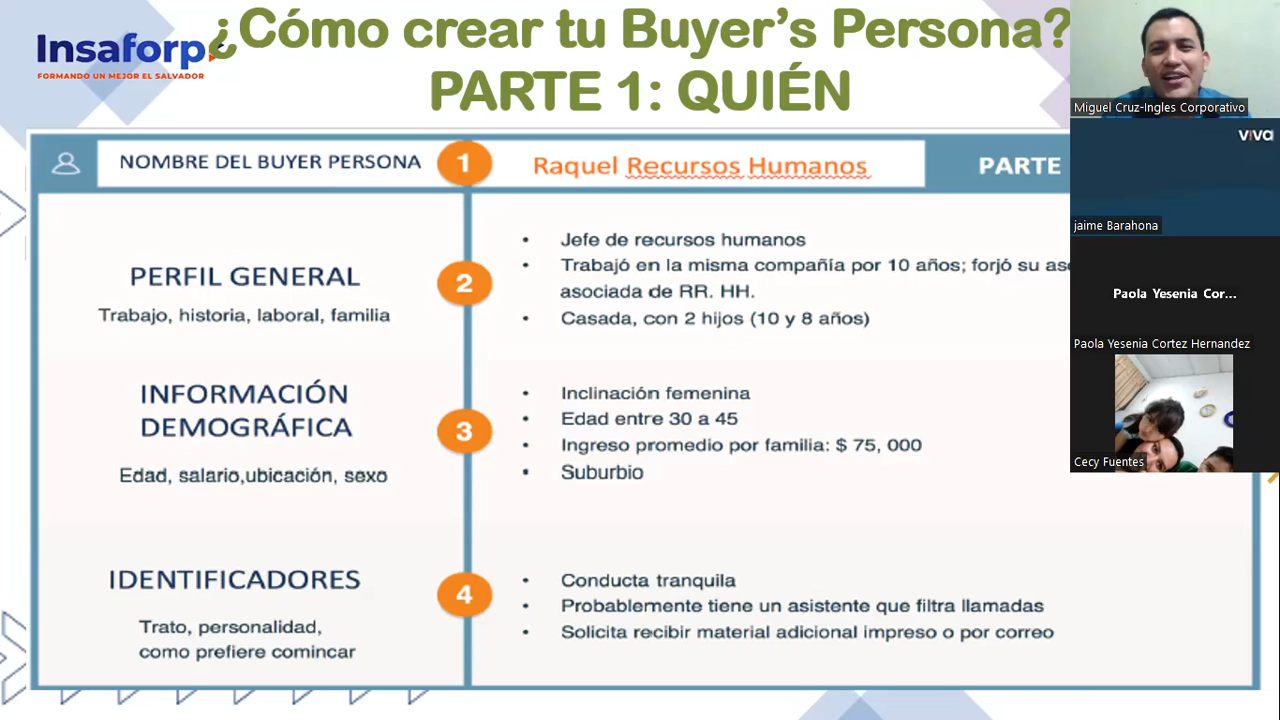 ¿Cómo crear tu Buyer's Persona?
PARTE 1: QUIÉN
Insaforp
FORMANDO UN MEJOR EL SALVADOR
NOMBRE DEL BUYER PERSONA
1
Raquel Recursos Humanos
PARTE
PERFIL GENERAL
Trabajo, historia, laboral, familia
2
• Jefe de recursos humanos
• Trabajó en la misma compañía por 10 años; forjó su
asociada de RR. HH.
• Casada, con 2 hijos (10 y 8 años)
INFORMACIÓN
DEMOGRÁFICA
Edad, salario,ubicación, sexo
3
• Inclinación femenina
• Edad entre 30 a 45
• Ingreso promedio por familia: $ 75, 000
• Suburbio
IDENTIFICADORES
Trato, personalidad,
como prefiere comincar
4
• Conducta tranquila
• Probablemente tiene un asistente que filtra llamadas
• Solicita recibir material adicional impreso o por correo
Miguel Cruz-Ingles Corporativo
viva
jaime Barahona
Paola Yesenia Cor...
Paola Yesenia Cortez Hernandez
Cecy Fuentes